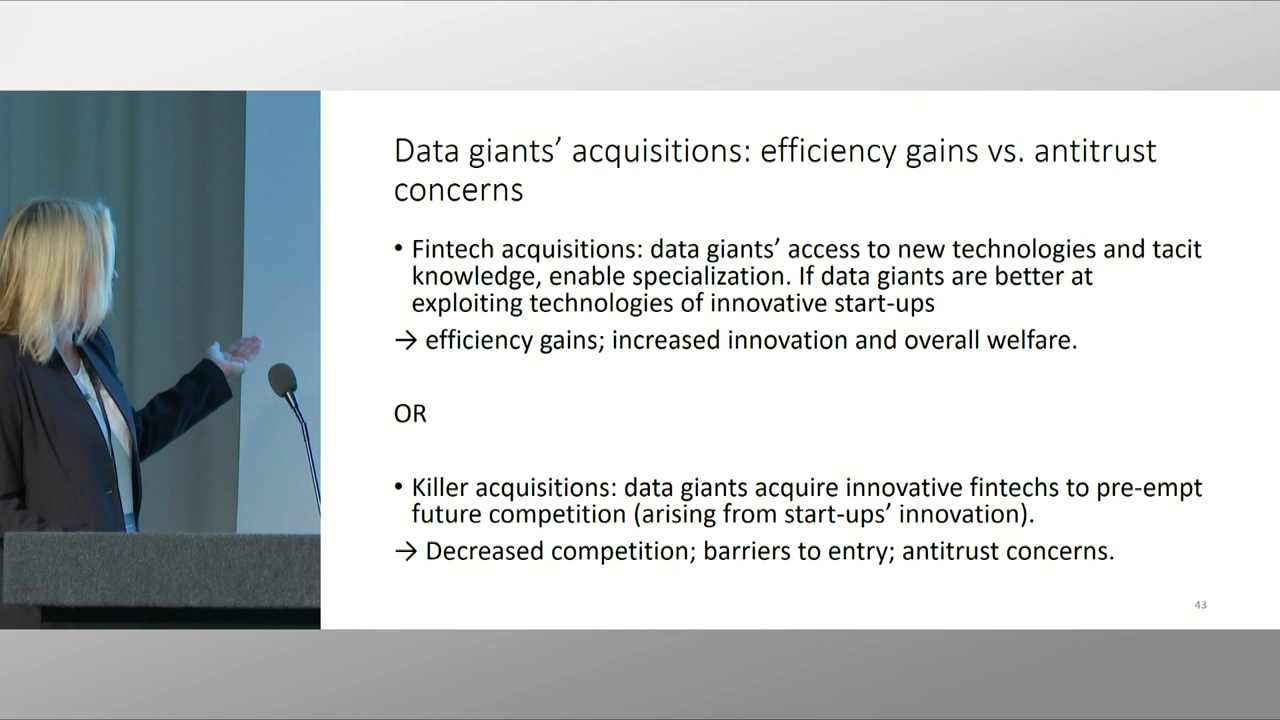 Data giants’ acquisitions: efficiency gains vs. antitrust
concerns
• Fintech acquisitions: data giants’ access to new technologies and tacit
knowledge, enable specialization. If data giants are better at
exploiting technologies of innovative start-ups
→ efficiency gains; increased innovation and overall welfare.
OR
• Killer acquisitions: data giants acquire innovative fintechs to pre-empt
future competition (arising from start-ups’ innovation).
→ Decreased competition; barriers to entry; antitrust concerns.
43